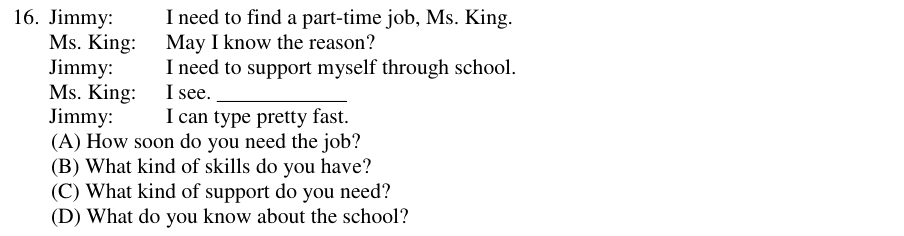 16. Jimmy: I need to find a part-time job, Ms. King.
Ms. King: May I know the reason?
Jimmy: I need to support myself through school.
Ms. King: I see. ____________
Jimmy: I can type pretty fast.
(A) How soon do you need the job?
(B) What kind of skills do you have?
(C) What kind of support do you need?
(D) What do you know about the school?